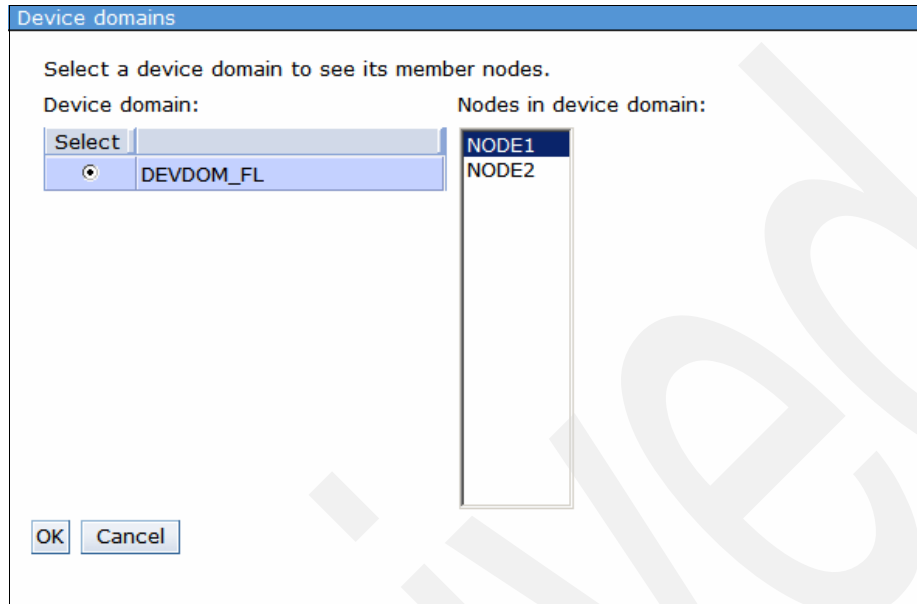 Device domains
Select a device domain to see its member nodes.
Device domain:
Nodes in device domain:
Select
DEVDOM_FL
NODE1
NODE2
OK
Cancel